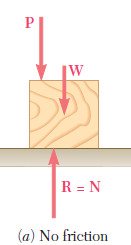 P
W
R = N
(a) No friction